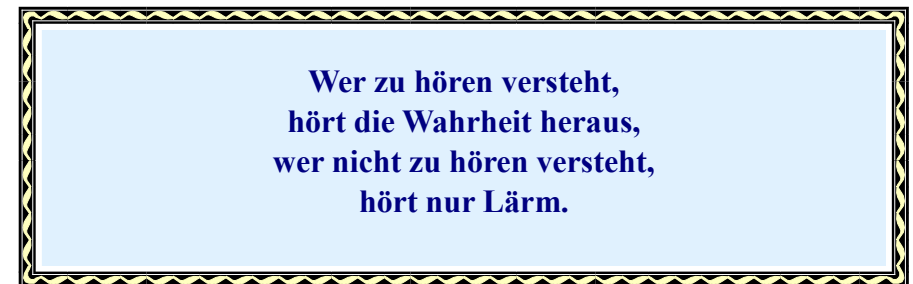 Wer zu hören versteht,
hört die Wahrheit heraus,
wer nicht zu hören versteht,
hört nur Lärm.